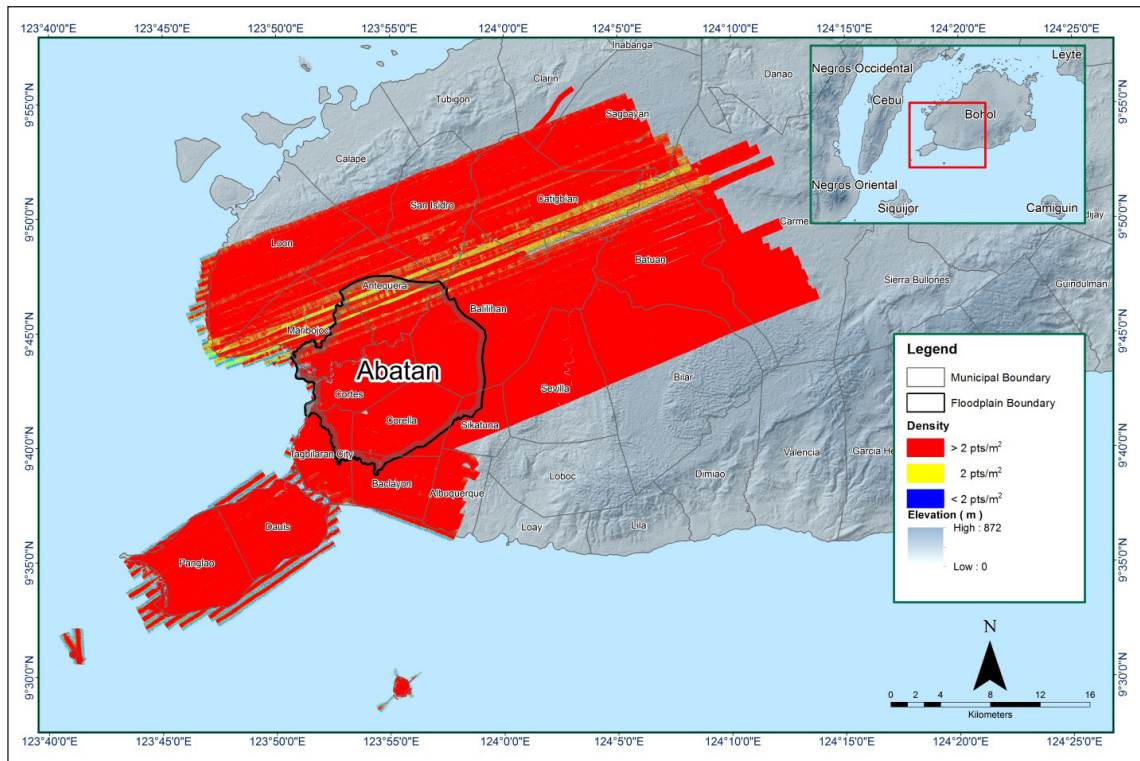 123°40'0"E 123°45'0"E 123°50'0"E 123°55'0"E 124°0'0"E 124°5'0"E 124°10'0"E 124°15'0"E 124°20'0"E 124°25'0"E
Inabanga
Danao
Clarin
Tubigon
Sagbayan
Calape
San Isidro
Catigbian
Carme
Loon
Batuan
Antequera
Sierra Bullones
Guindulman
Balilihan
Maribojoc
Abatan
Cortes
Sevilla
Bilar
Corella
Sikatuna
Tagbilaran City
Valencia
Garcia He
Baclayon
Alburquerque
Loboc
Dimiao
Loay
Lila
Dauis
Panglao
Leyte
Negros Occidental
Cebu
Bohol
Negros Oriental
Siquijor
Camiguin
dijay
Legend
Municipal Boundary
Floodplain Boundary
Density
> 2 pts/m²
2 pts/m²
< 2 pts/m²
Elevation ( m )
High : 872
Low : 0
N
0 2 4 8 12 16
Kilometers
9°55'0"N
9°50'0"N
9°45'0"N
9°40'0"N
9°35'0"N
9°30'0"N
9°55'0"N
9°50'0"N
9°45'0"N
9°40'0"N
9°35'0"N
9°30'0"N
123°40'0"E 123°45'0"E 123°50'0"E 123°55'0"E 124°0'0"E 124°5'0"E 124°10'0"E 124°15'0"E 124°20'0"E 124°25'0"E